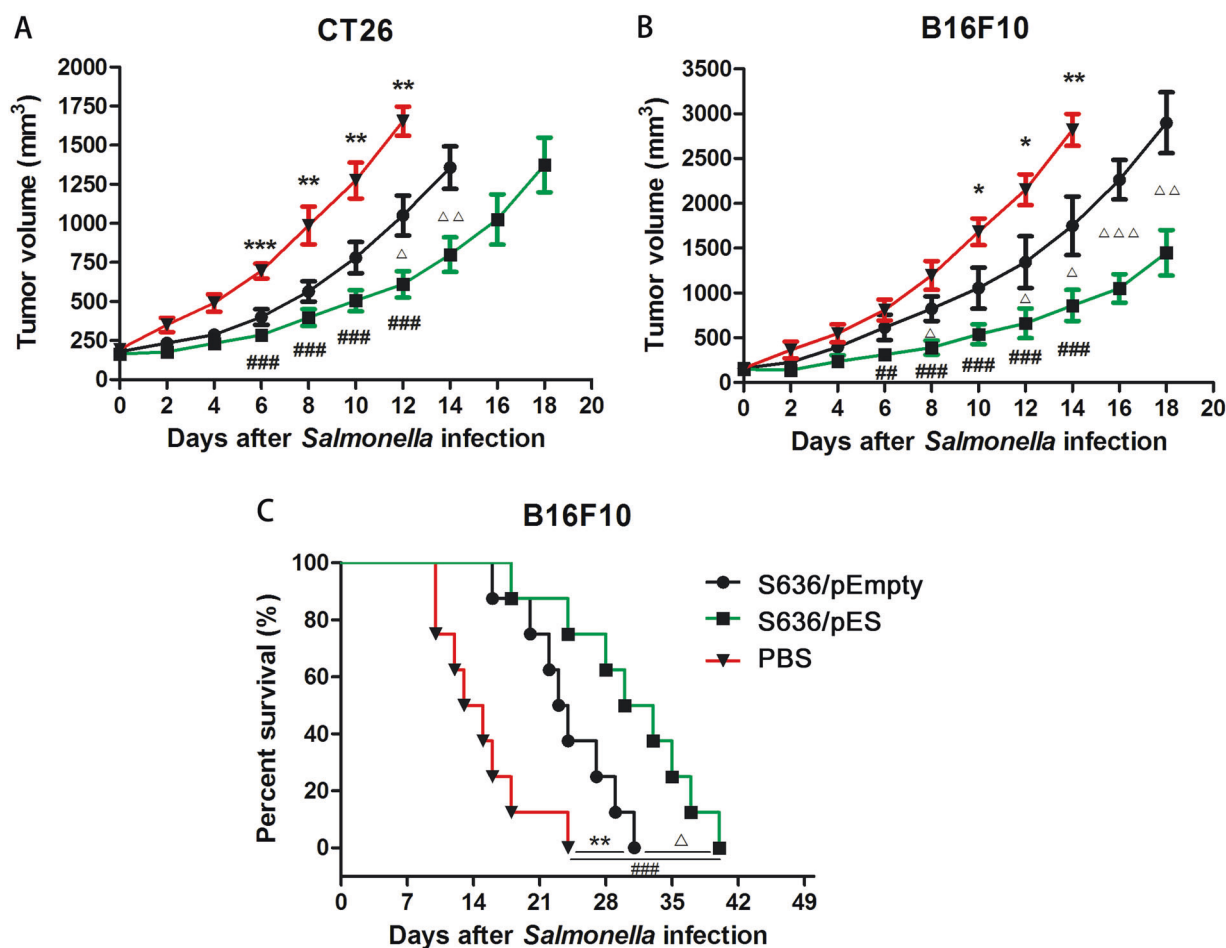 A
CT26
Tumor volume (mm³)
2000
1750
1500
1250
1000
750
500
250
0
***
**
**
**
△
△△
###
###
###
###
0 2 4 6 8 10 12 14 16 18 20
Days after Salmonella infection
B
B16F10
Tumor volume (mm³)
3500
3000
2500
2000
1500
1000
500
0
*
*
**
△
△
△
△△△
△△
##
###
###
###
###
0 2 4 6 8 10 12 14 16 18 20
Days after Salmonella infection
C
B16F10
Percent survival (%)
100
80
60
40
20
0
**
△
###
0 7 14 21 28 35 42 49
Days after Salmonella infection
S636/pEmpty
S636/pES
PBS